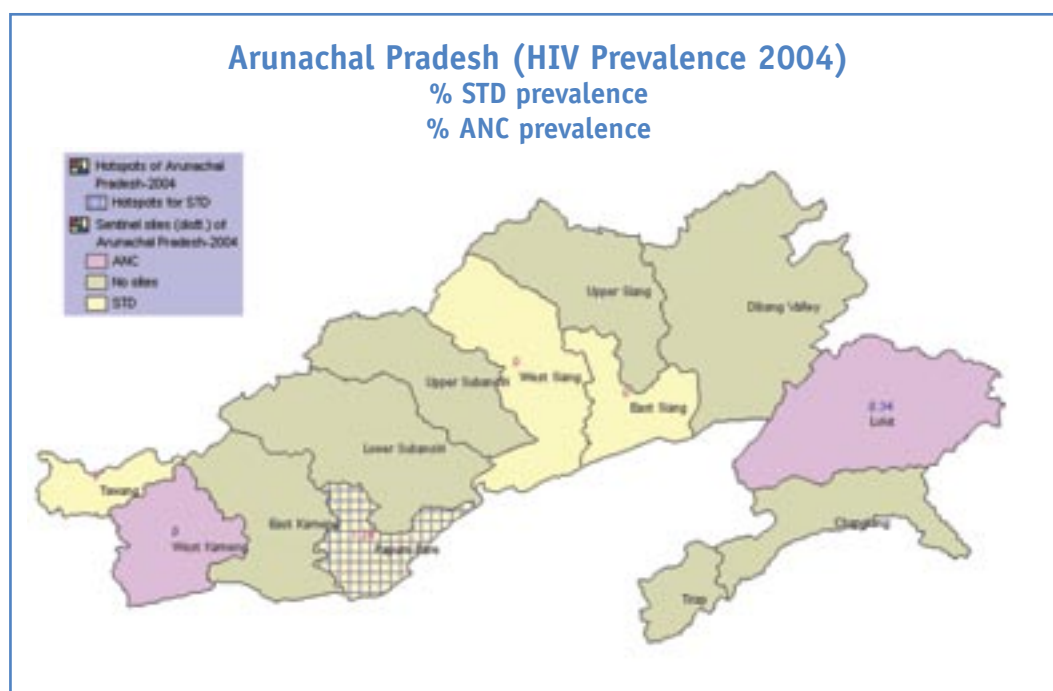 Arunachal Pradesh (HIV Prevalence 2004)
% STD prevalence
% ANC prevalence
Hotspots of Arunachal
Pradesh-2004
Hotspots for STD
Sentinel sites (distt.) of
Arunachal Pradesh-2004
ANC
No sites
STD
Upper Siang
Dibang Valley
0
West Siang
Upper Subansiri
East Siang
0.34
Lohit
Lower Subansiri
Tawang
Changlang
0
West Kameng
East Kameng
Papum Pare
Tirap